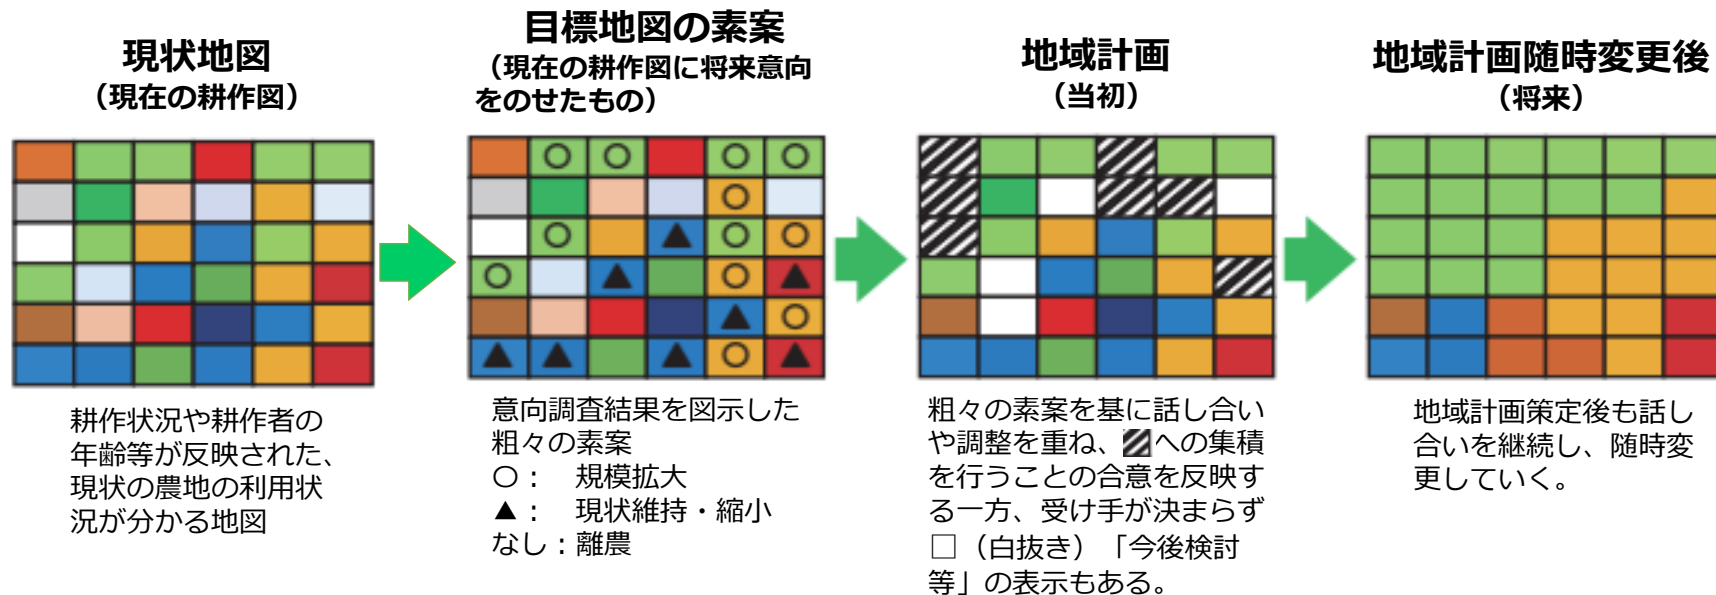 現状地図
（現在の耕作図）
耕作状況や耕作者の
年齢等が反映された、
現状の農地の利用状
況が分かる地図
目標地図の素案
（現在の耕作図に将来意向
をのせたもの）
意向調査結果を図示した
粗々の素案
○： 規模拡大
▲： 現状維持・縮小
なし：離農
地域計画
（当初）
粗々の素案を基に話し合い
や調整を重ね、▨への集積
を行うことの合意を反映す
る一方、受け手が決まらず
□（白抜き）「今後検討
等」の表示もある。
地域計画随時変更後
（将来）
地域計画策定後も話し
合いを継続し、随時変
更していく。